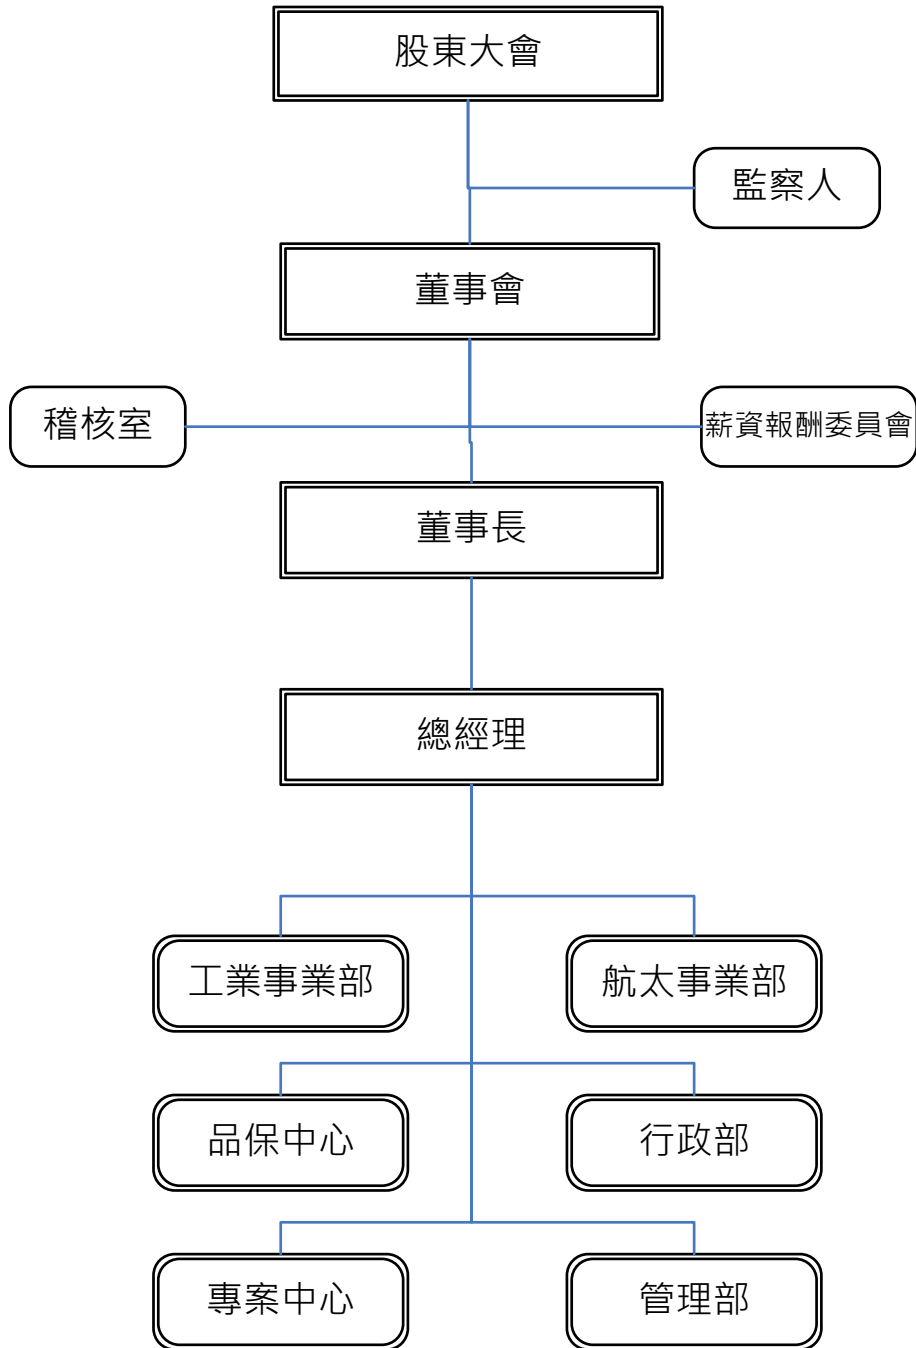 股東大會
監察人
董事會
稽核室
薪資報酬委員會
董事長
總經理
工業事業部
航太事業部
品保中心
行政部
專案中心
管理部